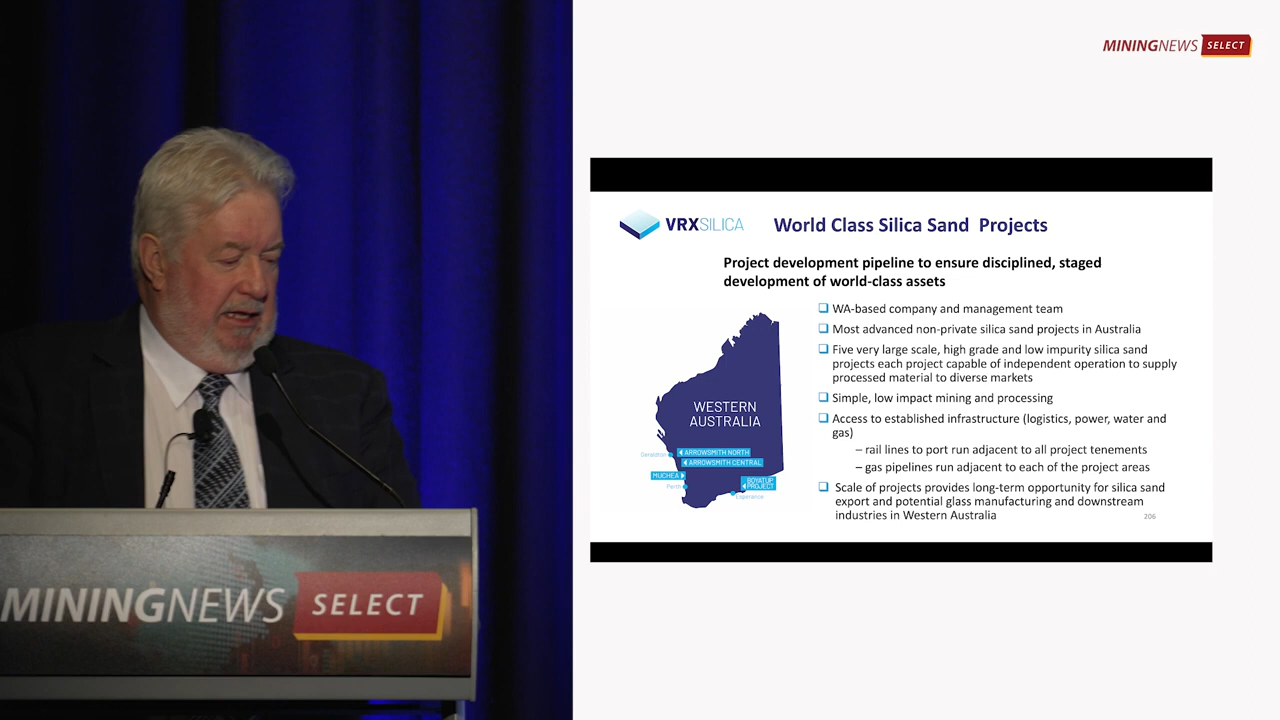 MININGNEWS SELECT
VRXSILICA
World Class Silica Sand  Projects
Project development pipeline to ensure disciplined, staged
development of world-class assets
WA-based company and management team
Most advanced non-private silica sand projects in Australia
Five very large scale, high grade and low impurity silica sand
projects each project capable of independent operation to supply
processed material to diverse markets
Simple, low impact mining and processing
Access to established infrastructure (logistics, power, water and
gas)
– rail lines to port run adjacent to all project tenements
– gas pipelines run adjacent to each of the project areas
Scale of projects provides long-term opportunity for silica sand
export and potential glass manufacturing and downstream
industries in Western Australia
206
WESTERN
AUSTRALIA
Geraldton
ARROWSMITH NORTH
ARROWSMITH CENTRAL
MUCHEA
Perth
BOYATUP
PROJECT
Esperance
MININGNEWS SELECT